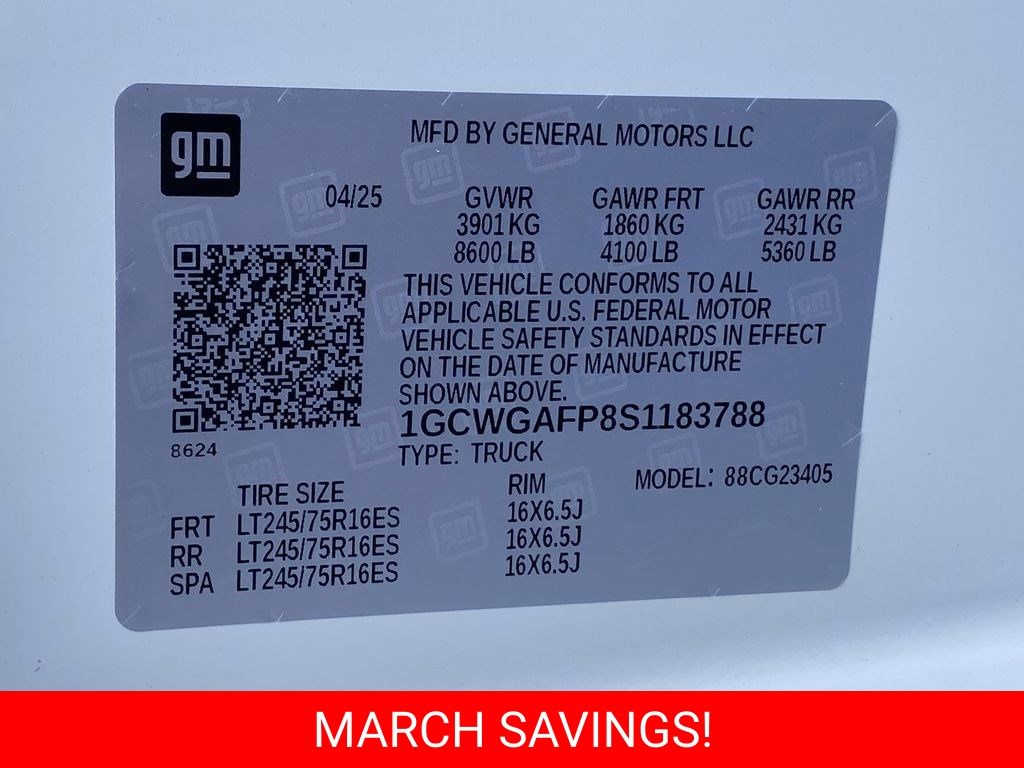 gm
MFD BY GENERAL MOTORS LLC
04/25 GVWR GAWR FRT GAWR RR
3901 KG 1860 KG 2431 KG
8600 LB 4100 LB 5360 LB
THIS VEHICLE CONFORMS TO ALL
APPLICABLE U.S. FEDERAL MOTOR
VEHICLE SAFETY STANDARDS IN EFFECT
ON THE DATE OF MANUFACTURE
SHOWN ABOVE.
1GCWGAFP8S1183788
8624
TYPE: TRUCK
TIRE SIZE RIM MODEL: 88CG23405
FRT LT245/75R16ES 16X6.5J
RR LT245/75R16ES 16X6.5J
SPA LT245/75R16ES 16X6.5J
MARCH SAVINGS!